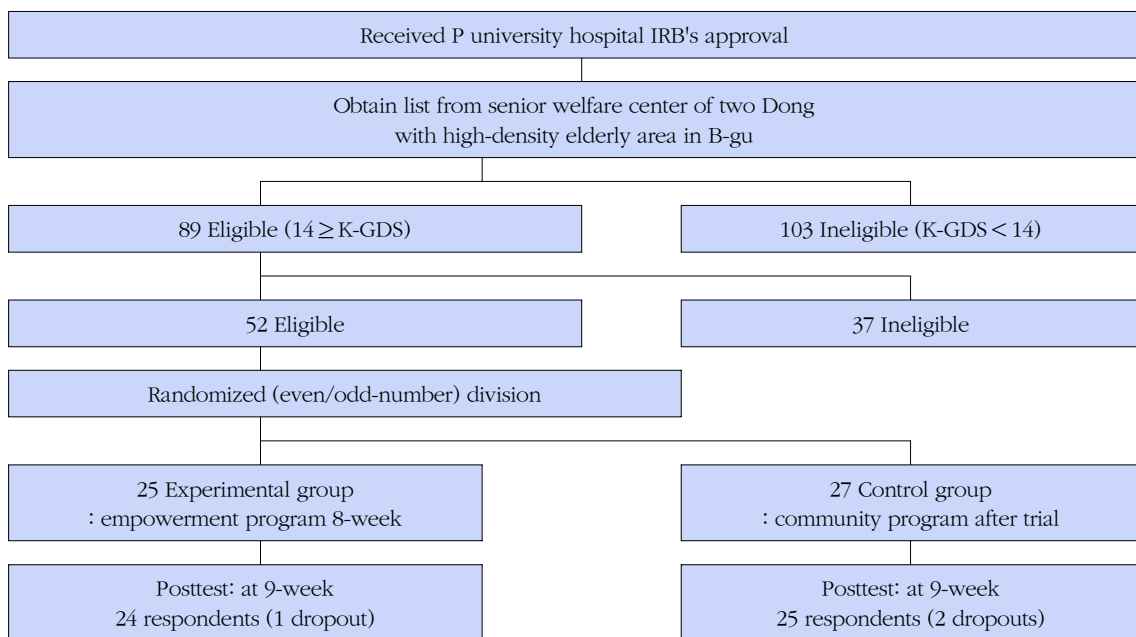 Received P university hospital IRB's approval
Obtain list from senior welfare center of two Dong
with high-density elderly area in B-gu
89 Eligible (14 ≥ K-GDS)
103 Ineligible (K-GDS < 14)
52 Eligible
37 Ineligible
Randomized (even/odd-number) division
25 Experimental group
: empowerment program 8-week
27 Control group
: community program after trial
Posttest: at 9-week
24 respondents (1 dropout)
Posttest: at 9-week
25 respondents (2 dropouts)